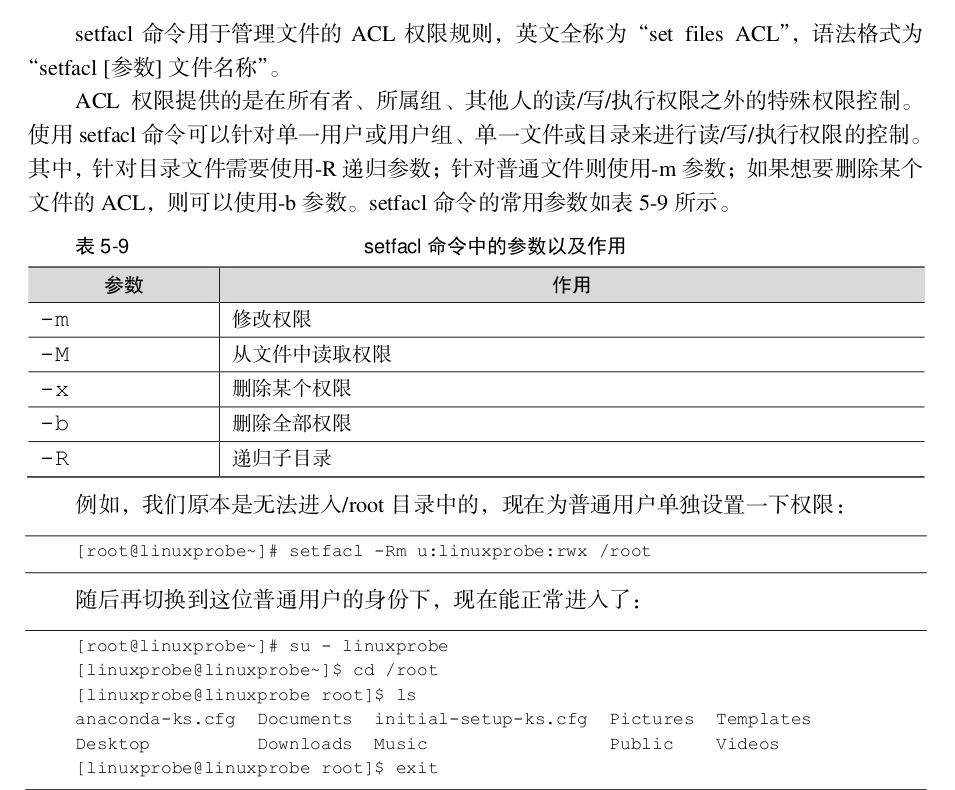 setfacl 命令用于管理文件的 ACL 权限规则，英文全称为“set files ACL”，语法格式为
“setfacl [参数] 文件名称”。
ACL 权限提供的是在所有者、所属组、其他人的读/写/执行权限之外的特殊权限控制。
使用 setfacl 命令可以针对单一用户或用户组、单一文件或目录来进行读/写/执行权限的控制。
其中，针对目录文件需要使用-R 递归参数；针对普通文件则使用-m 参数；如果想要删除某个
文件的 ACL，则可以使用-b 参数。setfacl 命令的常用参数如表 5-9 所示。
表 5-9 setfacl 命令中的参数以及作用
参数 作用
-m 修改权限
-M 从文件中读取权限
-x 删除某个权限
-b 删除全部权限
-R 递归子目录
例如，我们原本是无法进入/root 目录中的，现在为普通用户单独设置一下权限：
[root@linuxprobe~]# setfacl -Rm u:linuxprobe:rwx /root
随后再切换到这位普通用户的身份下，现在能正常进入了：
[root@linuxprobe~]# su - linuxprobe
[linuxprobe@linuxprobe~]$ cd /root
[linuxprobe@linuxprobe root]$ ls
anaconda-ks.cfg Documents initial-setup-ks.cfg Pictures Templates
Desktop Downloads Music Public Videos
[linuxprobe@linuxprobe root]$ exit